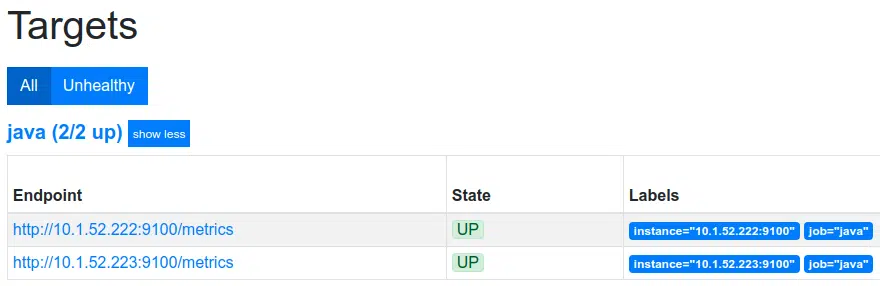 Targets
All Unhealthy
java (2/2 up) show less
Endpoint State Labels
http://10.1.52.222:9100/metrics UP instance="10.1.52.222:9100" job="java"
http://10.1.52.223:9100/metrics UP instance="10.1.52.223:9100" job="java"